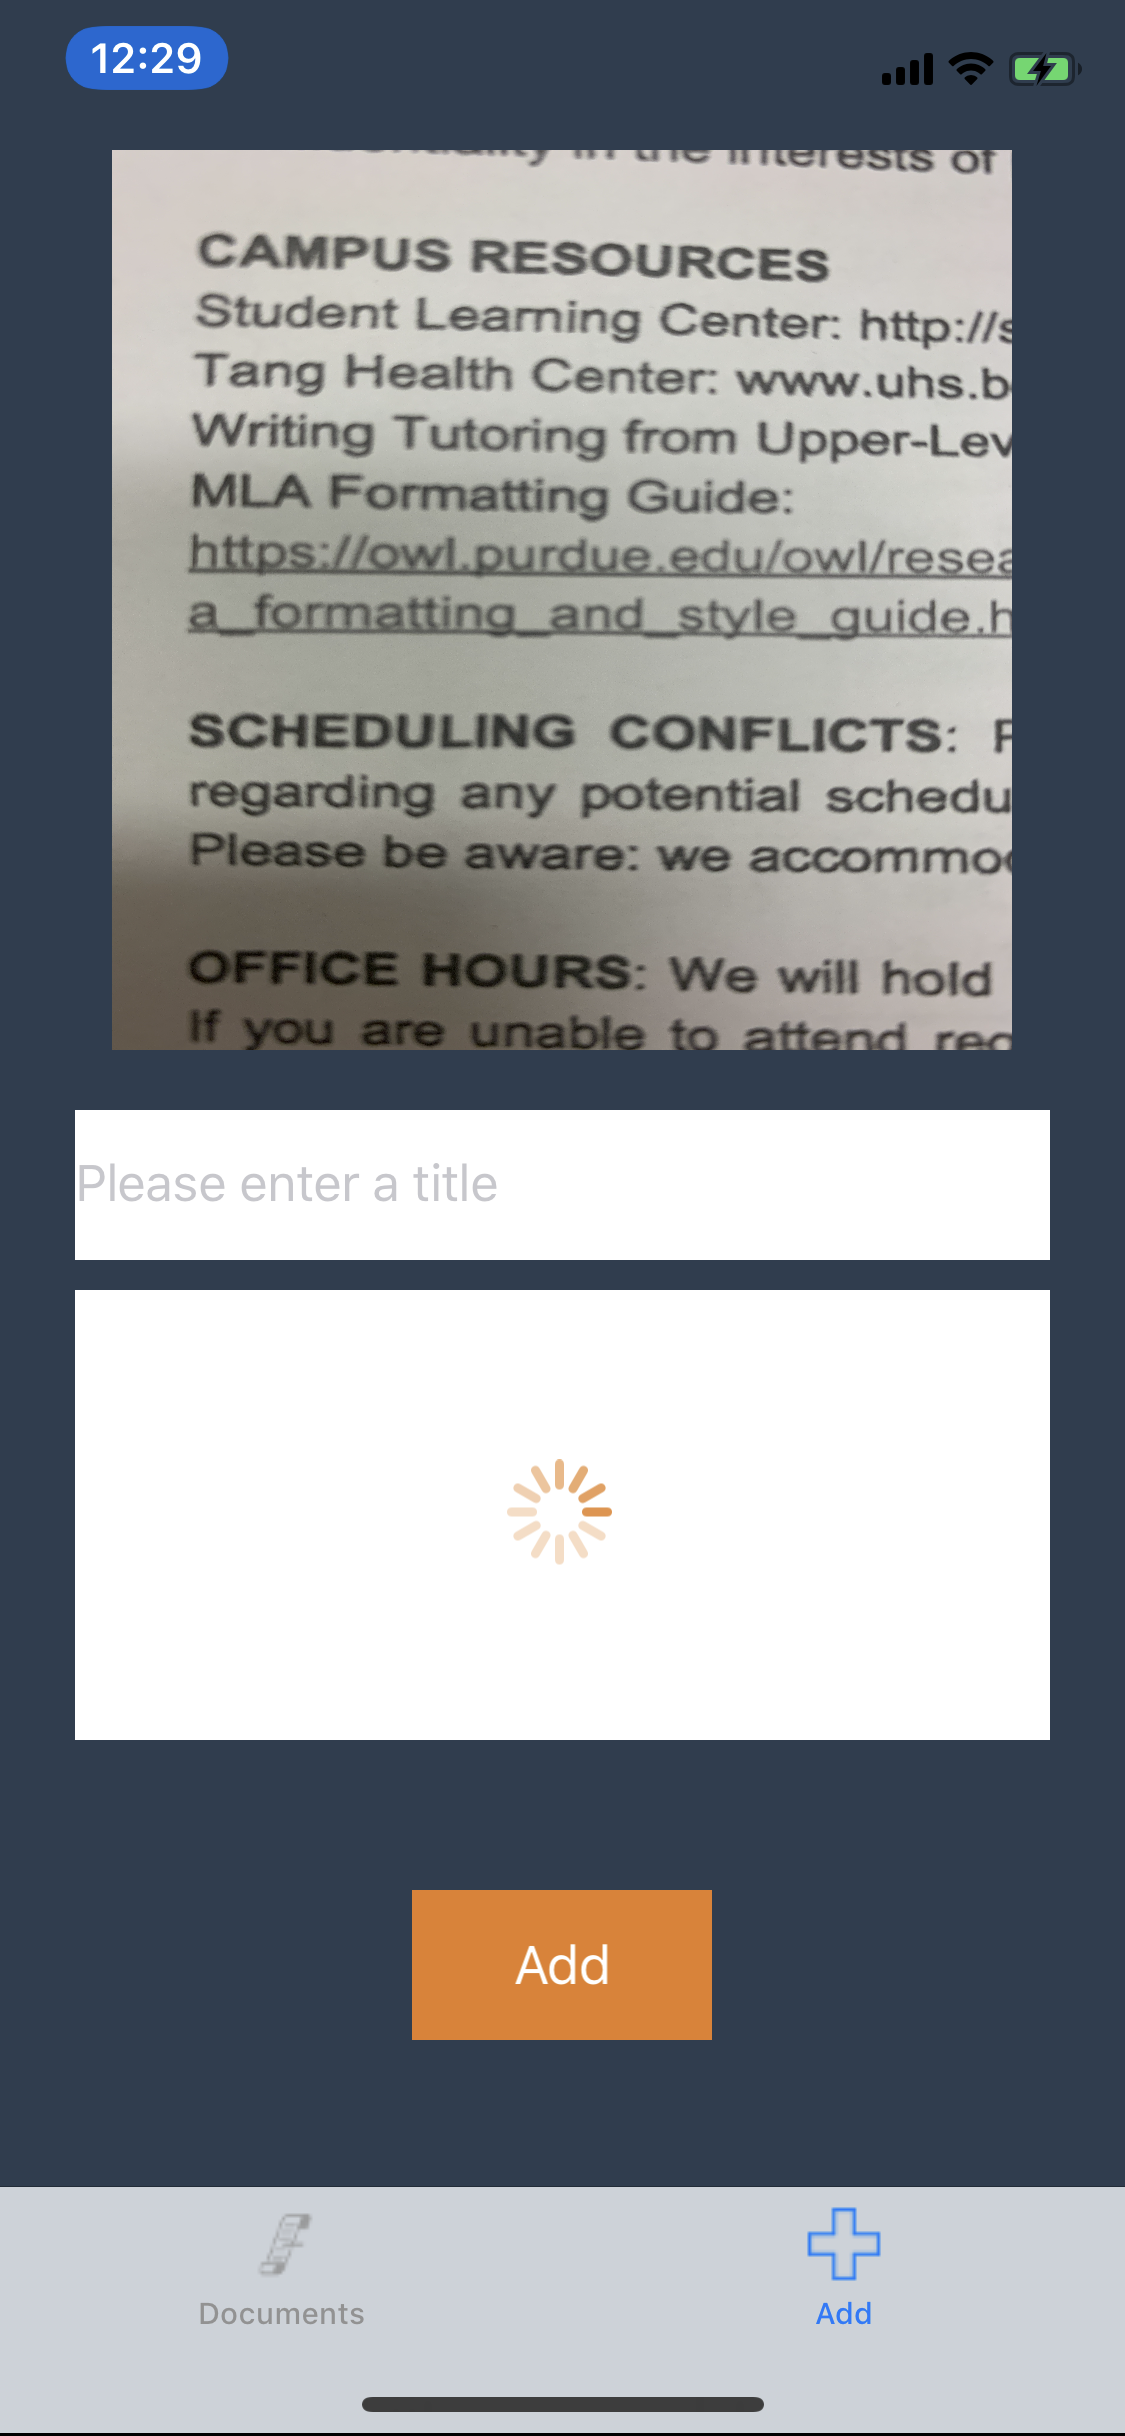 12:29
in the interests of
CAMPUS RESOURCES
Student Learning Center: http://s
Tang Health Center: www.uhs.b
Writing Tutoring from Upper-Lev
MLA Formatting Guide:
https://owl.purdue.edu/owl/resea
a_formatting_and_style_guide.h
SCHEDULING CONFLICTS: P
regarding any potential schedu
Please be aware: we accommo
OFFICE HOURS: We will hold
If you are unable to attend
Please enter a title
Add
Documents
Add